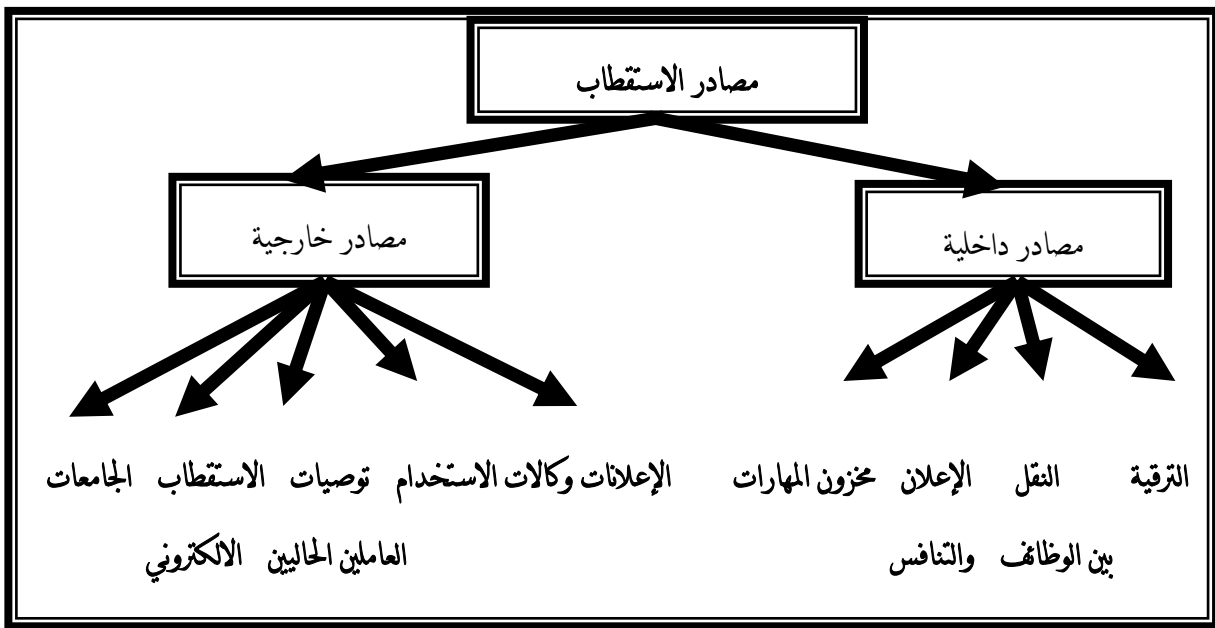 مصادر الاستقطاب
مصادر داخلية
مصادر خارجية
الترقية النقل الإعلان مخزون المهارات
بين الوظائف والتنافس
الإعلانات وكالات الاستخدام توصيات الاستقطاب الجامعات
العاملين الحاليين الالكتروني